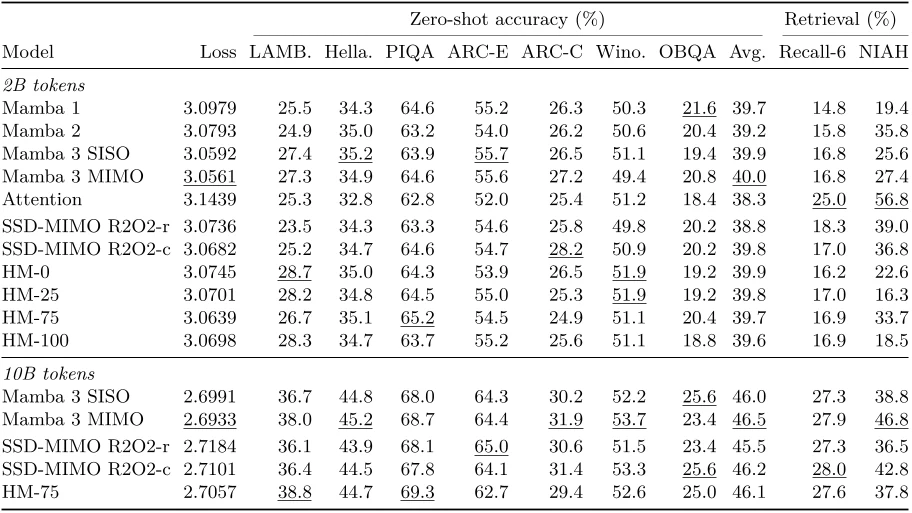 Zero-shot accuracy (%) Retrieval (%)
Model Loss LAMB. Hella. PIQA ARC-E ARC-C Wino. OBQA Avg. Recall-6 NIAH
2B tokens
Mamba 1 3.0979 25.5 34.3 64.6 55.2 26.3 50.3 21.6 39.7 14.8 19.4
Mamba 2 3.0793 24.9 35.0 63.2 54.0 26.2 50.6 20.4 39.2 15.8 35.8
Mamba 3 SISO 3.0592 27.4 35.2 63.9 55.7 26.5 51.1 19.4 39.9 16.8 25.6
Mamba 3 MIMO 3.0561 27.3 34.9 64.6 55.6 27.2 49.4 20.8 40.0 16.8 27.4
Attention 3.1439 25.3 32.8 62.8 52.0 25.4 51.2 18.4 38.3 25.0 56.8
SSD-MIMO R2O2-r 3.0736 23.5 34.3 63.3 54.6 25.8 49.8 20.2 38.8 18.3 39.0
SSD-MIMO R2O2-c 3.0682 25.2 34.7 64.6 54.7 28.2 50.9 20.2 39.8 17.0 36.8
HM-0 3.0745 28.7 35.0 64.3 53.9 26.5 51.9 19.2 39.9 16.2 22.6
HM-25 3.0701 28.2 34.8 64.5 55.0 25.3 51.9 19.2 39.8 17.0 16.3
HM-75 3.0639 26.7 35.1 65.2 54.5 24.9 51.1 20.4 39.7 16.9 33.7
HM-100 3.0698 28.3 34.7 63.7 55.2 25.6 51.1 18.8 39.6 16.9 18.5
10B tokens
Mamba 3 SISO 2.6991 36.7 44.8 68.0 64.3 30.2 52.2 25.6 46.0 27.3 38.8
Mamba 3 MIMO 2.6933 38.0 45.2 68.7 64.4 31.9 53.7 23.4 46.5 27.9 46.8
SSD-MIMO R2O2-r 2.7184 36.1 43.9 68.1 65.0 30.6 51.5 23.4 45.5 27.3 36.5
SSD-MIMO R2O2-c 2.7101 36.4 44.5 67.8 64.1 31.4 53.3 25.6 46.2 28.0 42.8
HM-75 2.7057 38.8 44.7 69.3 62.7 29.4 52.6 25.0 46.1 27.6 37.8